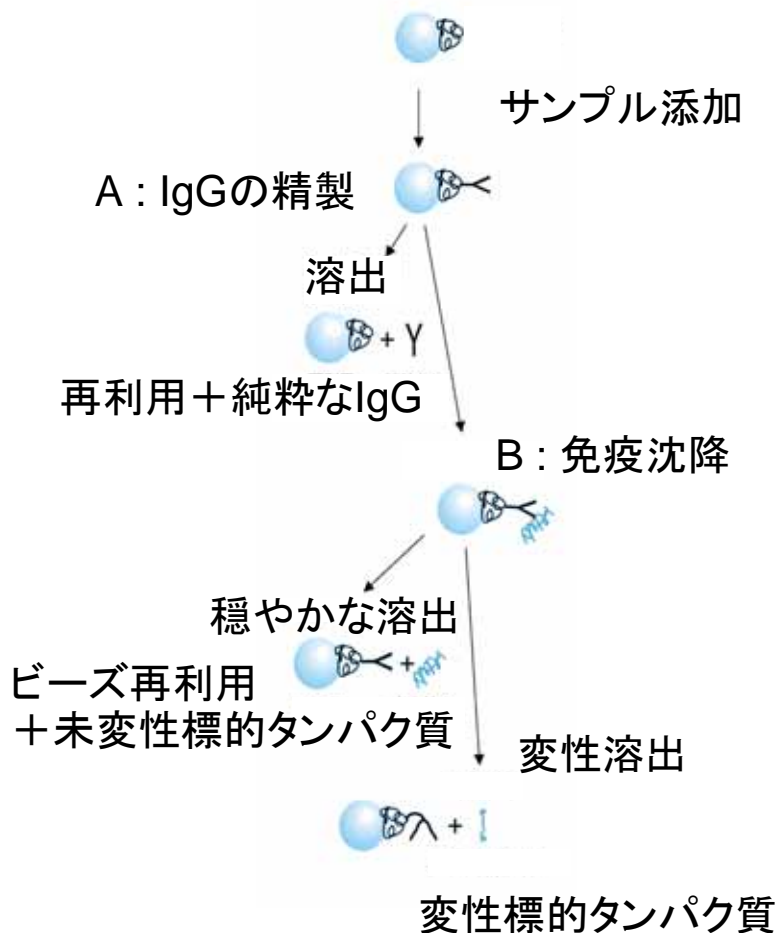 サンプル添加
A : IgGの精製
溶出
+
再利用＋純粋なIgG
B : 免疫沈降
穏やかな溶出
+
ビーズ再利用
＋未変性標的タンパク質
変性溶出
+
変性標的タンパク質